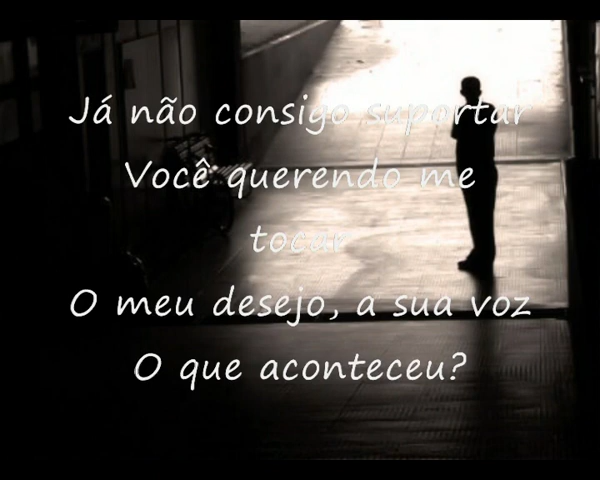 Já não consigo suportar
Você querendo me
tocar
O meu desejo, a sua voz
O que aconteceu?